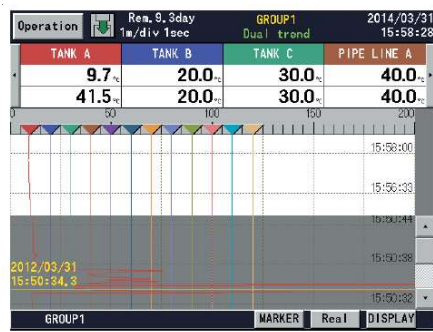 Operation
Rem. 9.3day
1m/div 1sec
GROUP1
Dual trend
2014/03/31
15:58:28
TANK A TANK B TANK C PIPE LINE A
9.7℃ 20.0℃ 30.0℃ 40.0℃
41.5℃ 20.0℃ 30.0℃ 40.0℃
0 50 100 150 200
15:58:00
15:56:33
15:50:44
15:50:38
2012/03/31
15:50:34.3
15:50:32
GROUP1 MARKER Real DISPLAY